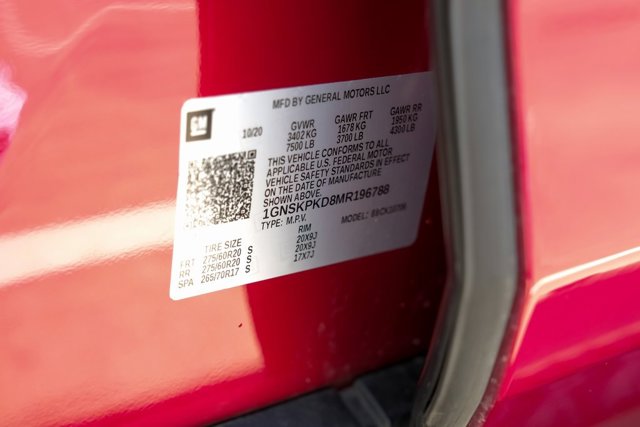 MFD BY GENERAL MOTORS LLC
GM
10/20 GVWR GAWR FRT GAWR RR
3402 KG 1678 KG 1950 KG
7500 LB 3700 LB 4300 LB
THIS VEHICLE CONFORMS TO ALL
APPLICABLE U.S. FEDERAL MOTOR
VEHICLE SAFETY STANDARDS IN EFFECT
ON THE DATE OF MANUFACTURE
SHOWN ABOVE.
1GNSKPKD8MR196788
TYPE: M.P.V. MODEL:
TIRE SIZE RIM
FRT 275/60R20 S 20X9J
RR 275/60R20 S 20X9J
SPA 265/70R17 S 17X7J